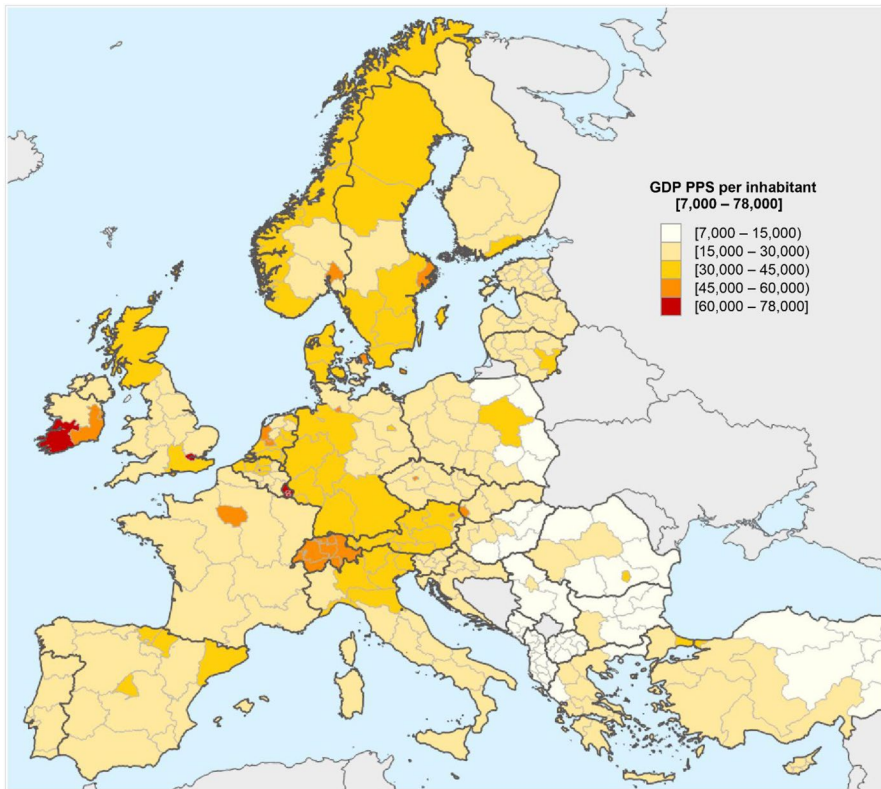 GDP PPS per inhabitant
[7,000 – 78,000]
[7,000 – 15,000)
[15,000 – 30,000)
[30,000 – 45,000)
[45,000 – 60,000)
[60,000 – 78,000]